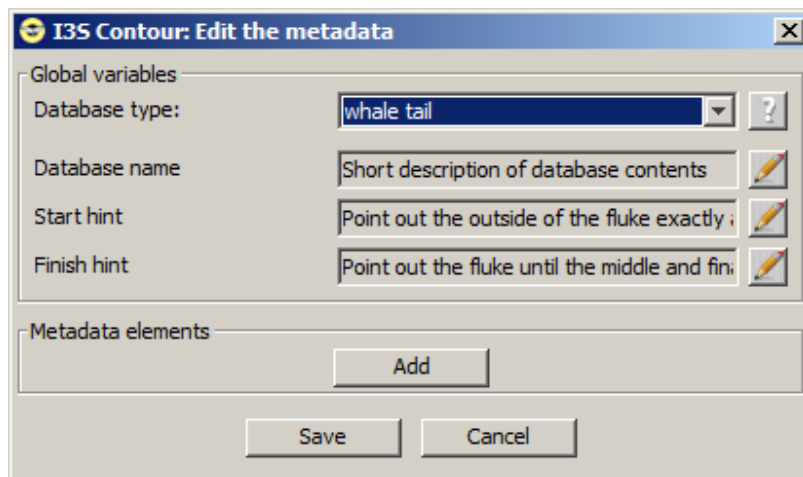 I3S Contour: Edit the metadata
Global variables
Database type: whale tail ?
Database name Short description of database contents
Start hint Point out the outside of the fluke exactly
Finish hint Point out the fluke until the middle and
Metadata elements
Add
Save Cancel